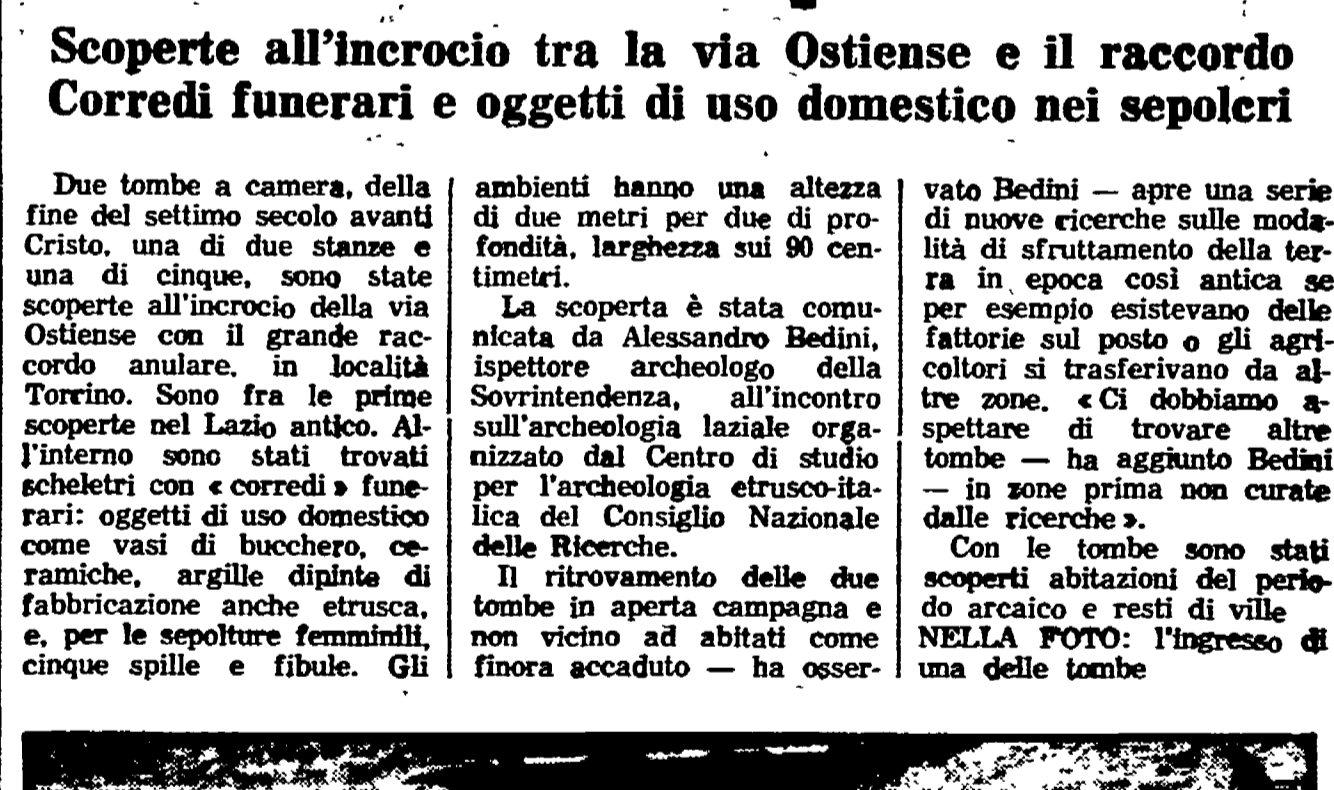 Scoperte all'incrocio tra la via Ostiense e il raccordo
Corredi funerari e oggetti di uso domestico nei sepolcri
Due tombe a camera, della
fine del settimo secolo avanti
Cristo, una di due stanze e
una di cinque, sono state
scoperte all'incrocio della via
Ostiense con il grande rac-
cordo anulare, in località
Torrino. Sono fra le prime
scoperte nel Lazio antico. Al-
l'interno sono stati trovati
scheletri con « corredi » fune-
rari: oggetti di uso domestico
come vasi di bucchero, ce-
ramiche, argille dipinte di
fabbricazione anche etrusca,
e, per le sepolture femminili,
cinque spille e fibule. Gli
ambienti hanno una altezza
di due metri per due di pro-
fondità, larghezza sui 90 cen-
timetri.
La scoperta è stata comu-
nicata da Alessandro Bedini,
ispettore archeologo della
Sovrintendenza, all'incontro
sull'archeologia laziale orga-
nizzato dal Centro di studio
per l'archeologia etrusco-ita-
lica del Consiglio Nazionale
delle Ricerche.
Il ritrovamento delle due
tombe in aperta campagna e
non vicino ad abitati come
finora accaduto — ha osser-
vato Bedini — apre una serie
di nuove ricerche sulle moda-
lità di sfruttamento della ter-
ra in epoca così antica se
per esempio esistevano delle
fattorie sul posto o gli agri-
coltori si trasferivano da al-
tre zone. « Ci dobbiamo a-
spettare di trovare altre
tombe — ha aggiunto Bedini
— in zone prima non curate
dalle ricerche ».
Con le tombe sono stati
scoperti abitazioni del perio-
do arcaico e resti di ville
NELLA FOTO: l'ingresso di
una delle tombe